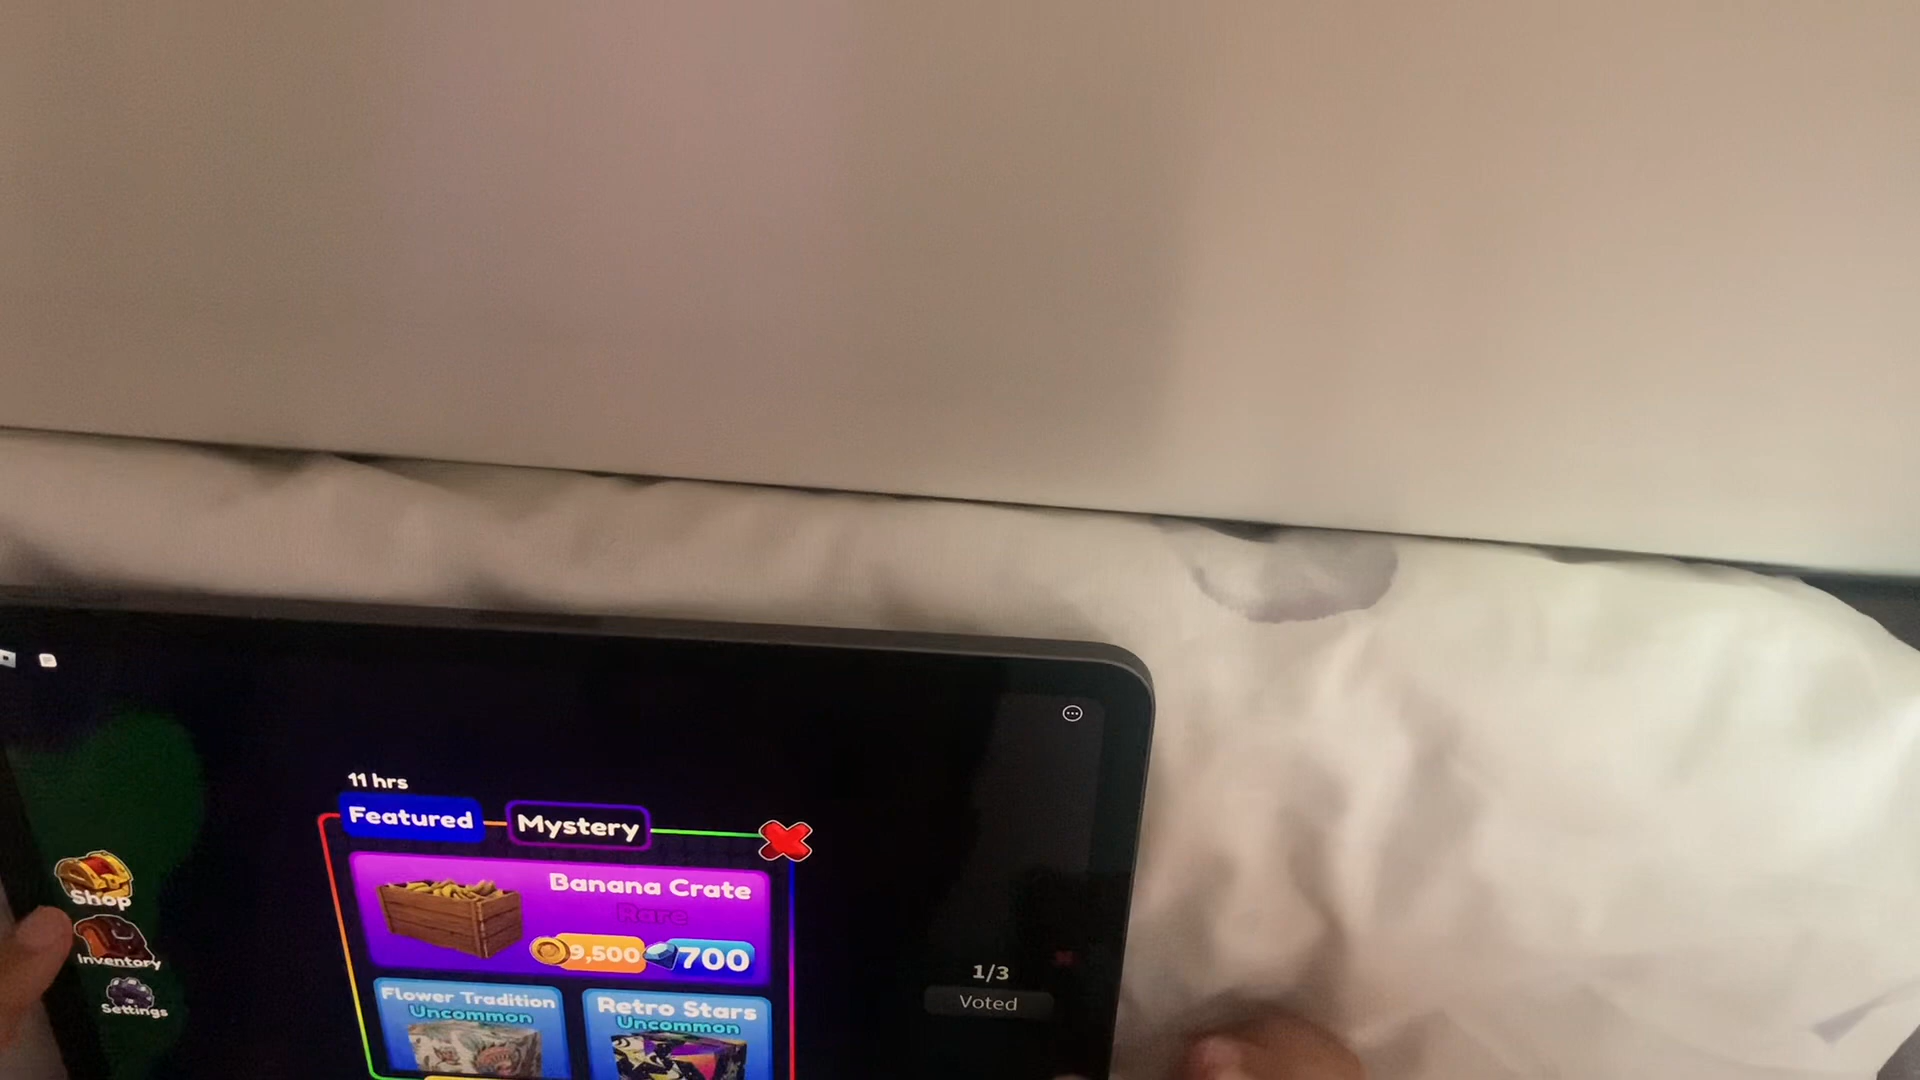 11 hrs
Featured
Mystery
Banana Crate
Rare
9,500
700
Shop
Inventory
Settings
Flower Tradition
Uncommon
Retro Stars
Uncommon
1/3
Voted